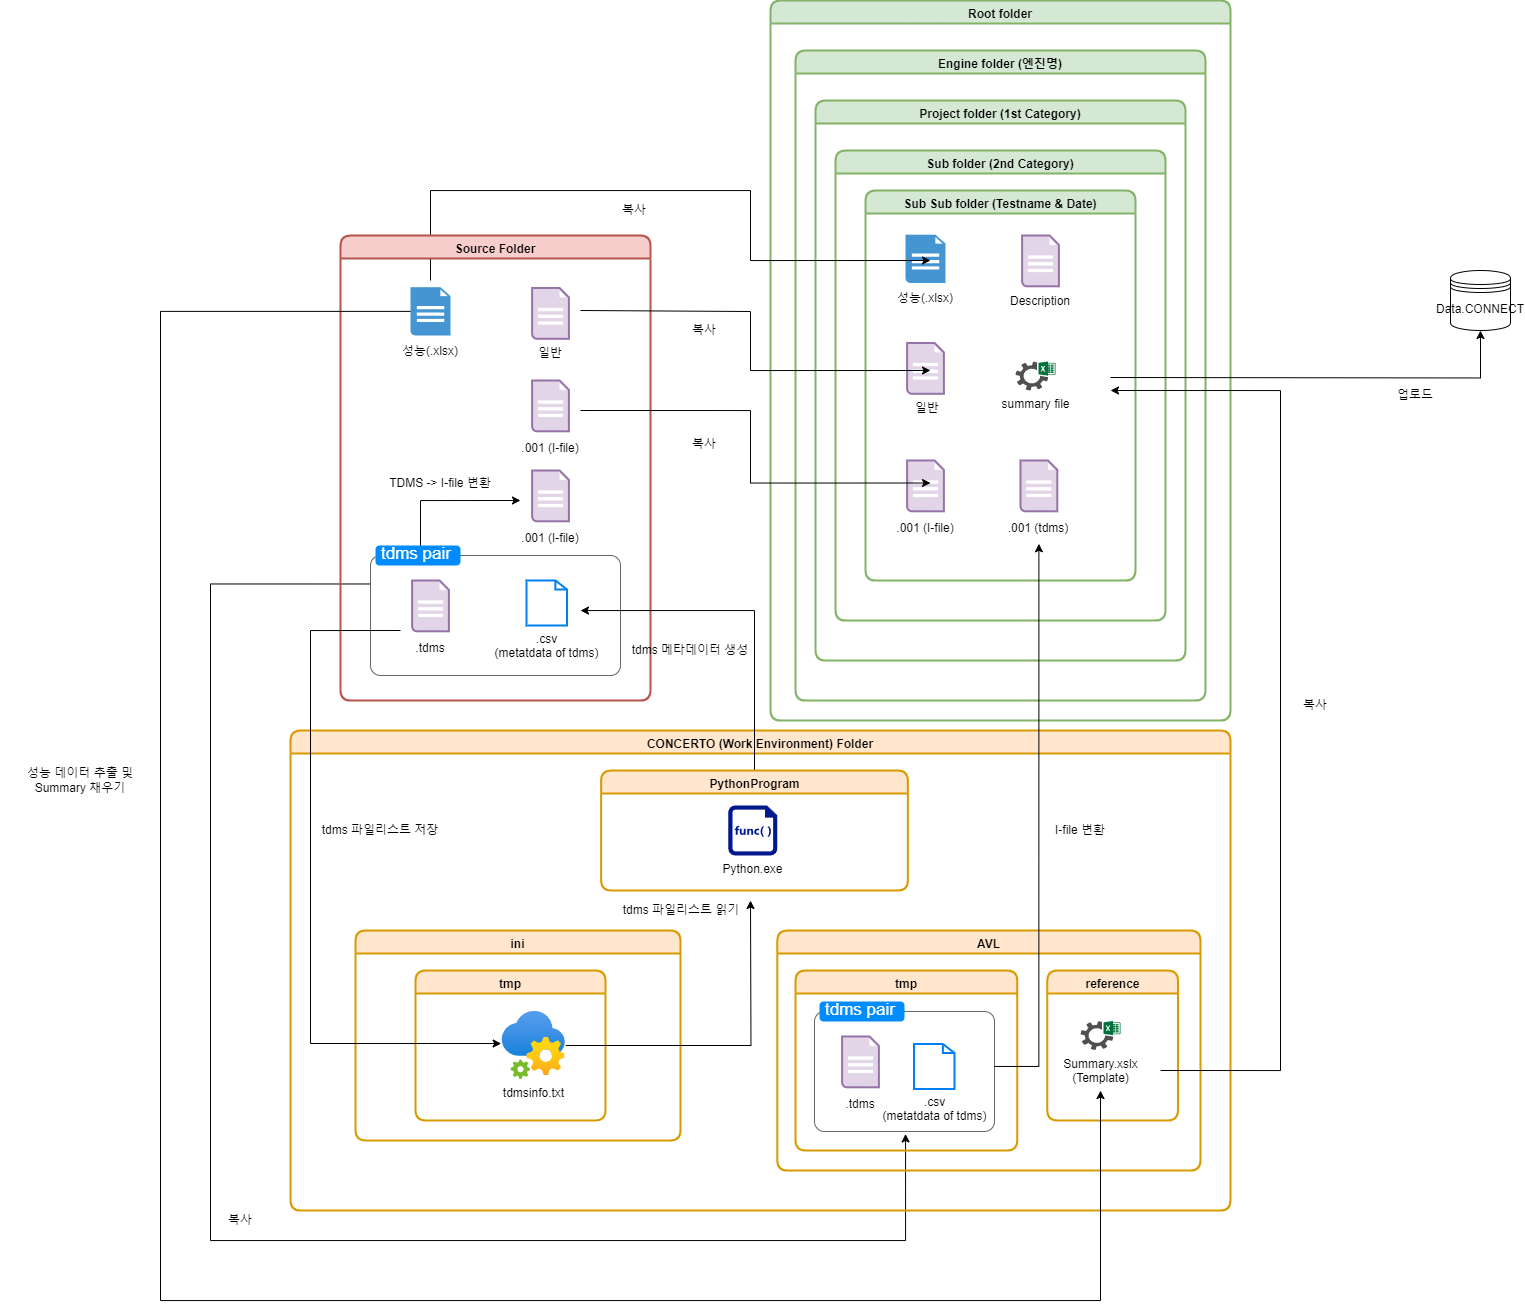 Root folder
Engine folder (엔진명)
Project folder (1st Category)
Sub folder (2nd Category)
Sub Sub folder (Testname & Date)
성능(.xlsx)
Description
일반
summary file
.001 (I-file)
.001 (tdms)
Data.CONNECT
업로드
복사
Source Folder
성능(.xlsx)
일반
복사
.001 (I-file)
복사
TDMS -> I-file 변환
.001 (I-file)
tdms pair
.tdms
.csv
(metatdata of tdms)
tdms 메타데이터 생성
복사
CONCERTO (Work Environment) Folder
PythonProgram
func( )
Python.exe
성능 데이터 추출 및
Summary 채우기
tdms 파일리스트 저장
I-file 변환
tdms 파일리스트 읽기
ini
tmp
tdmsinfo.txt
AVL
tmp
tdms pair
.tdms
.csv
(metatdata of tdms)
reference
Summary.xslx
(Template)
복사